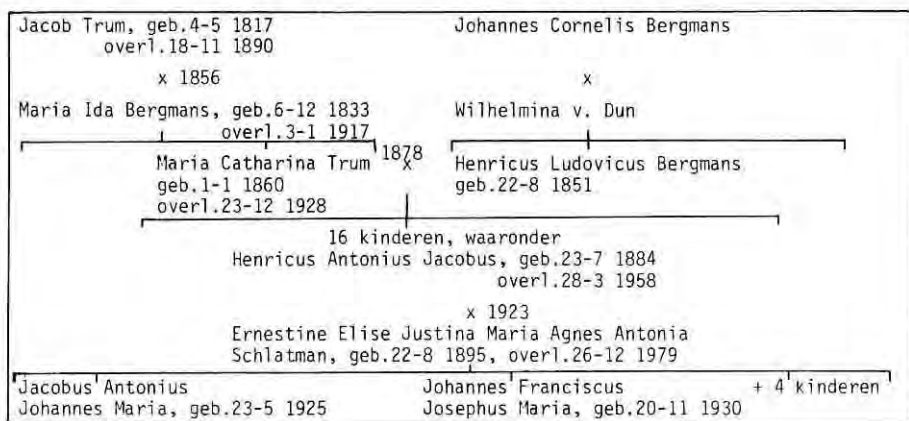 Jacob Trum, geb.4-5 1817
overl.18-11 1890
Johannes Cornelis Bergmans
x 1856
x
Maria Ida Bergmans, geb.6-12 1833
overl.3-1 1917
Wilhelmina v. Dun
Maria Catharina Trum
geb.1-1 1860
overl.23-12 1928
1878
x
Henricus Ludovicus Bergmans
geb.22-8 1851
16 kinderen, waaronder
Henricus Antonius Jacobus, geb.23-7 1884
overl.28-3 1958
x 1923
Ernestine Elise Justina Maria Agnes Antonia
Schlatman, geb.22-8 1895, overl.26-12 1979
Jacobus Antonius
Johannes Maria, geb.23-5 1925
Johannes Franciscus
Josephus Maria, geb.20-11 1930
+ 4 kinderen